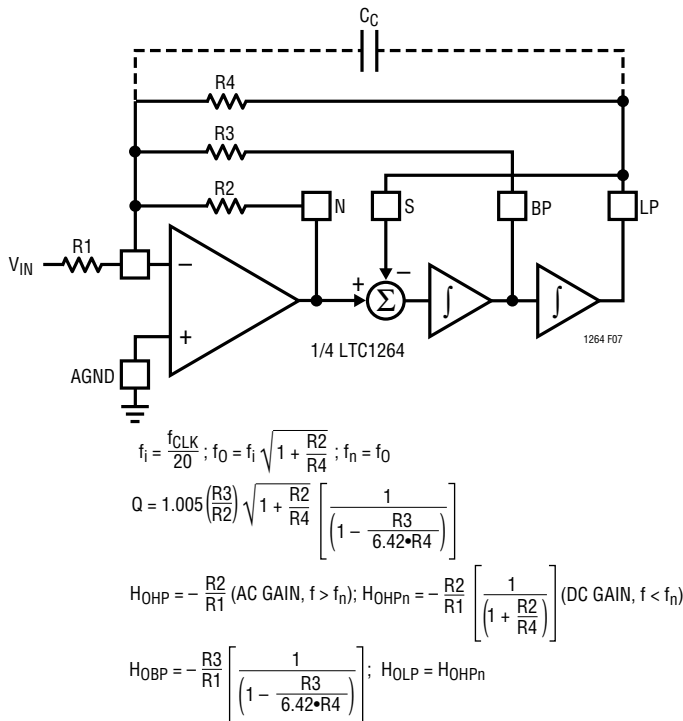 C_C
R4
R3
R2
N
S
BP
LP
R1
V_IN
−
+
+
−
Σ
∫
∫
AGND
1/4 LTC1264
1264 F07
f_i = f_CLK/20 ; f_O = f_i √(1 + R2/R4) ; f_n = f_O
Q = 1.005 (R3/R2) √(1 + R2/R4) [1/(1 − R3/(6.42•R4))]
H_OHP = − R2/R1 (AC GAIN, f > f_n); H_OHPn = − R2/R1 [1/(1 + R2/R4)] (DC GAIN, f < f_n)
H_OBP = − R3/R1 [1/(1 − R3/(6.42•R4))]; H_OLP = H_OHPn